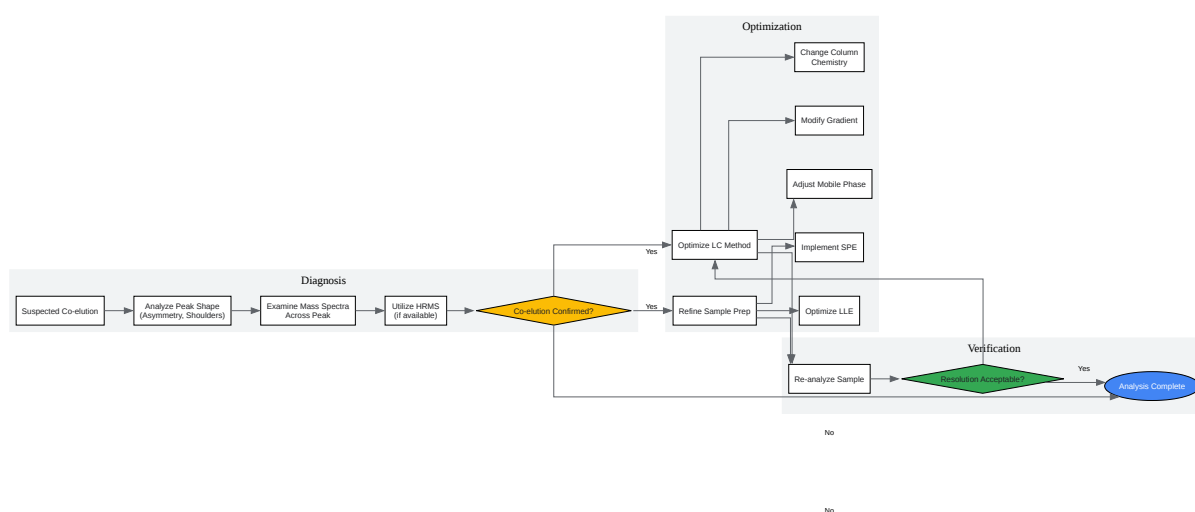 Optimization
Change Column
Chemistry
Modify Gradient
Adjust Mobile Phase
Optimize LC Method
Implement SPE
Yes
Diagnosis
Suspected Co-elution
Analyze Peak Shape
(Asymmetry, Shoulders)
Examine Mass Spectra
Across Peak
Utilize HRMS
(if available)
Co-elution Confirmed?
Yes
Refine Sample Prep
Optimize LLE
Verification
Re-analyze Sample
Resolution Acceptable?
Yes
Analysis Complete
No
No